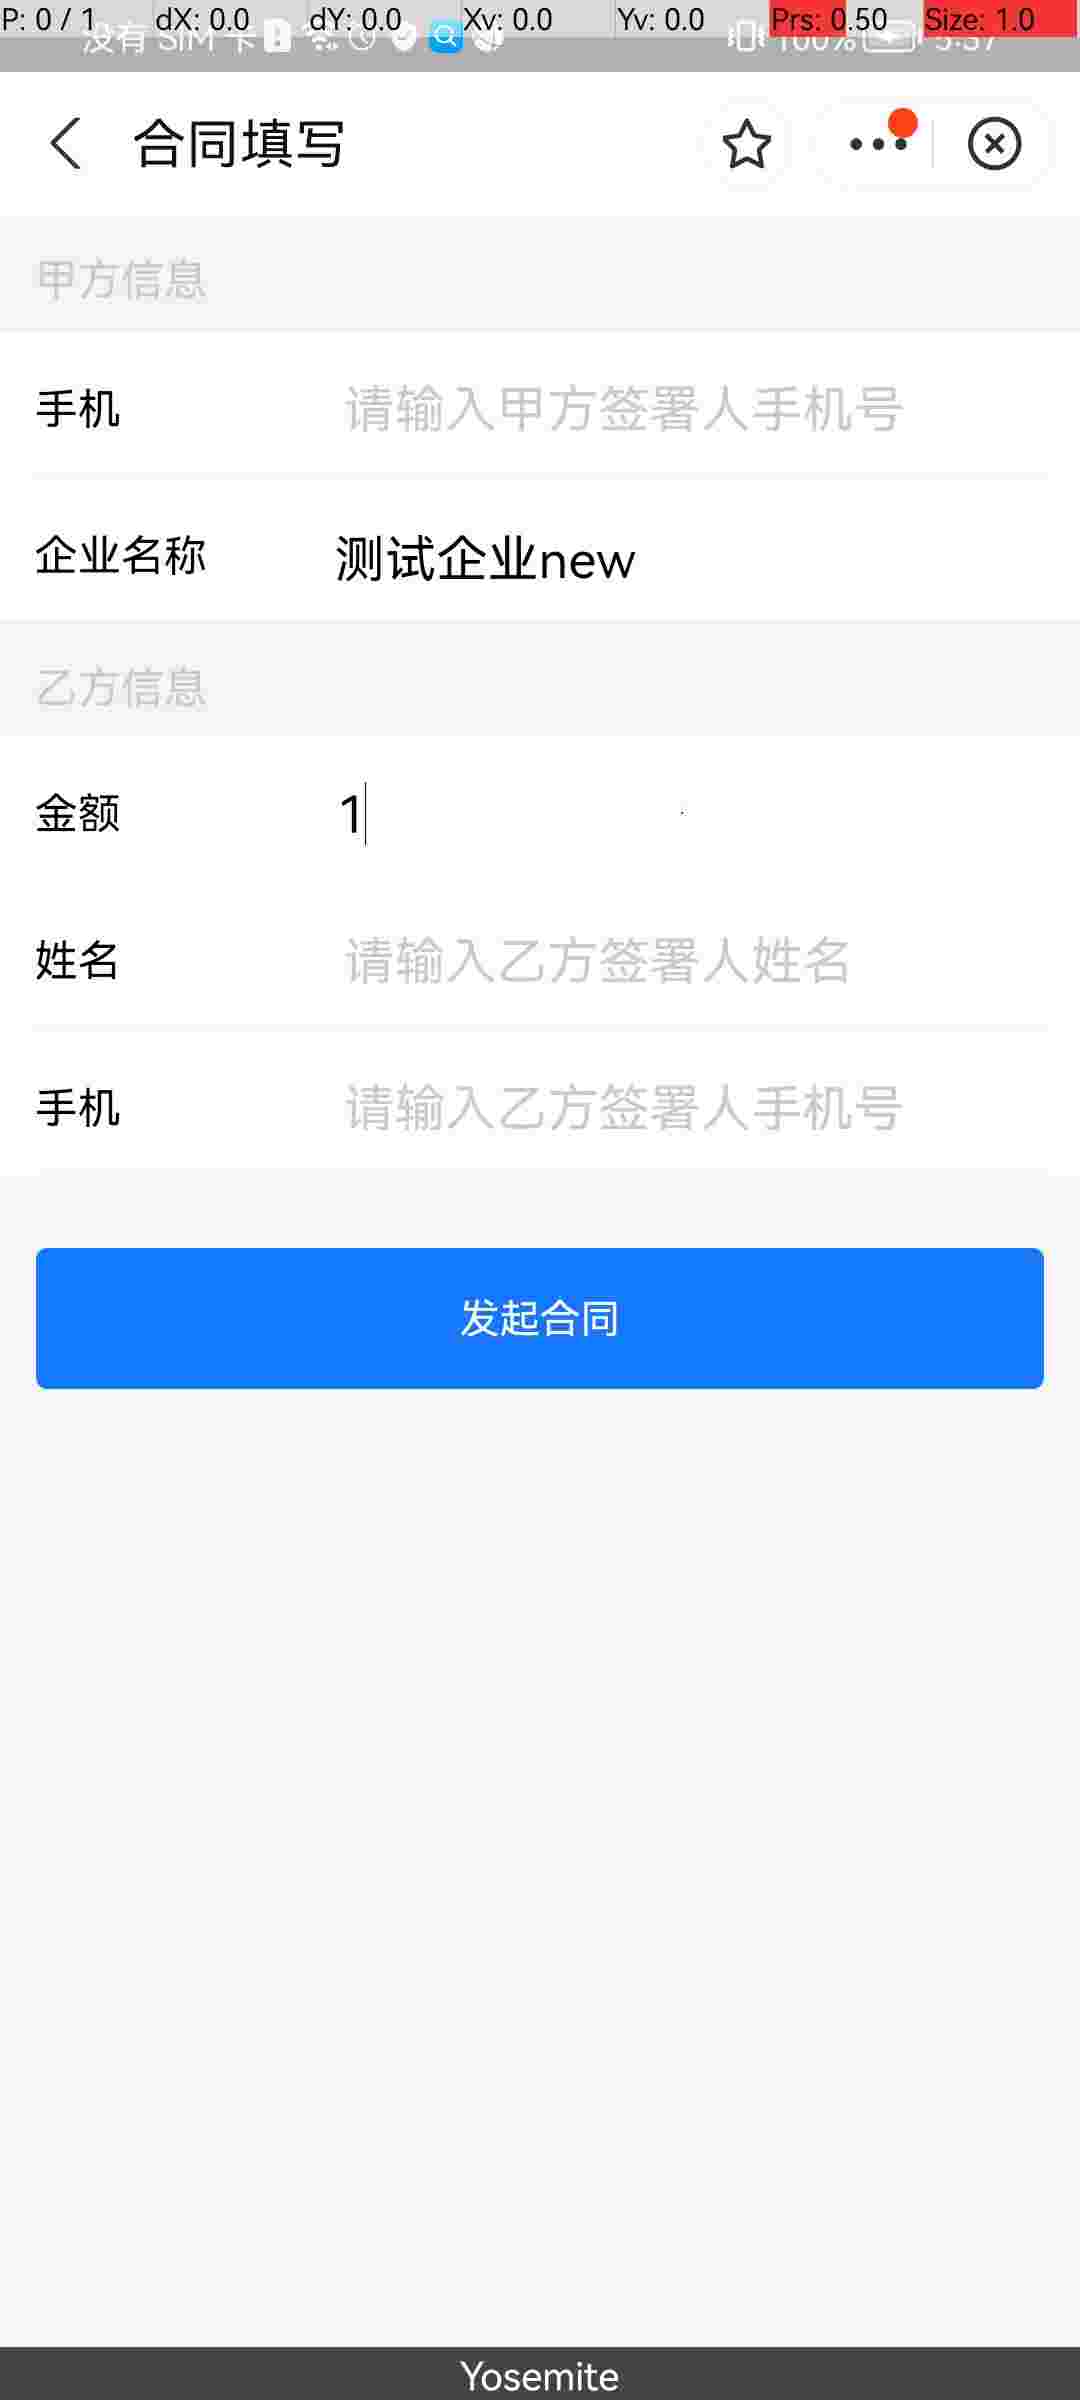 P: 0 / 1 dX: 0.0 dY: 0.0 Xv: 0.0 Yv: 0.0 Prs: 0.50 Size: 1.0
没有 SIM 卡 100% 5:37
合同填写
甲方信息
手机 请输入甲方签署人手机号
企业名称 测试企业new
乙方信息
金额 1
姓名 请输入乙方签署人姓名
手机 请输入乙方签署人手机号
发起合同
Yosemite